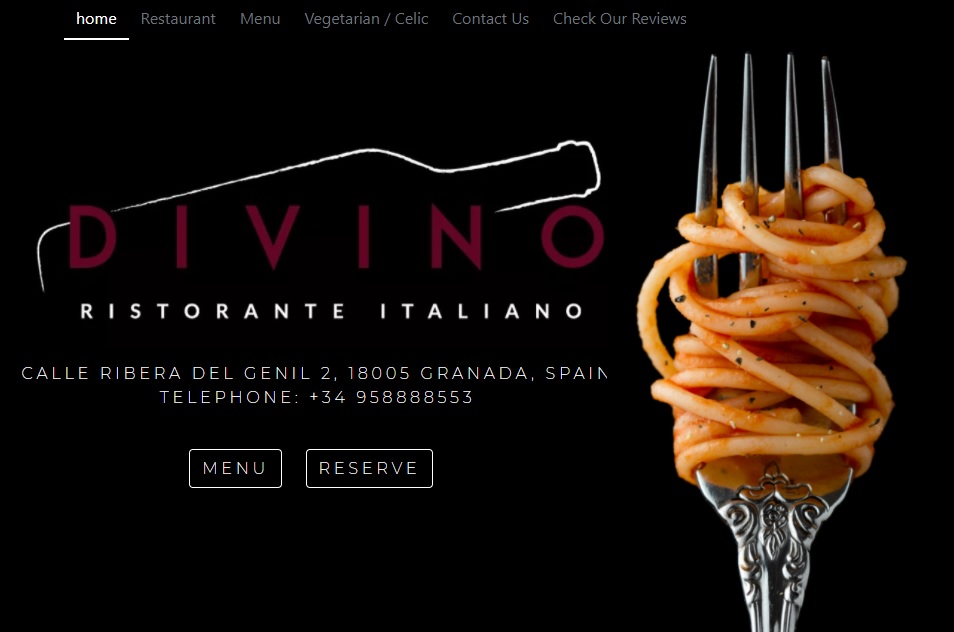 home Restaurant Menu Vegetarian / Celic Contact Us Check Our Reviews
DIVINO
RISTORANTE ITALIANO
CALLE RIBERA DEL GENIL 2, 18005 GRANADA, SPAIN
TELEPHONE: +34 958888553
MENU RESERVE